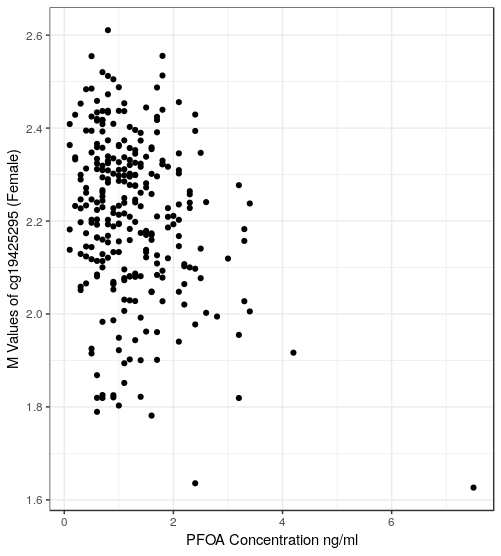 M Values of cg19425295 (Female)
2.6
2.4
2.2
2.0
1.8
1.6
0 2 4 6
PFOA Concentration ng/ml